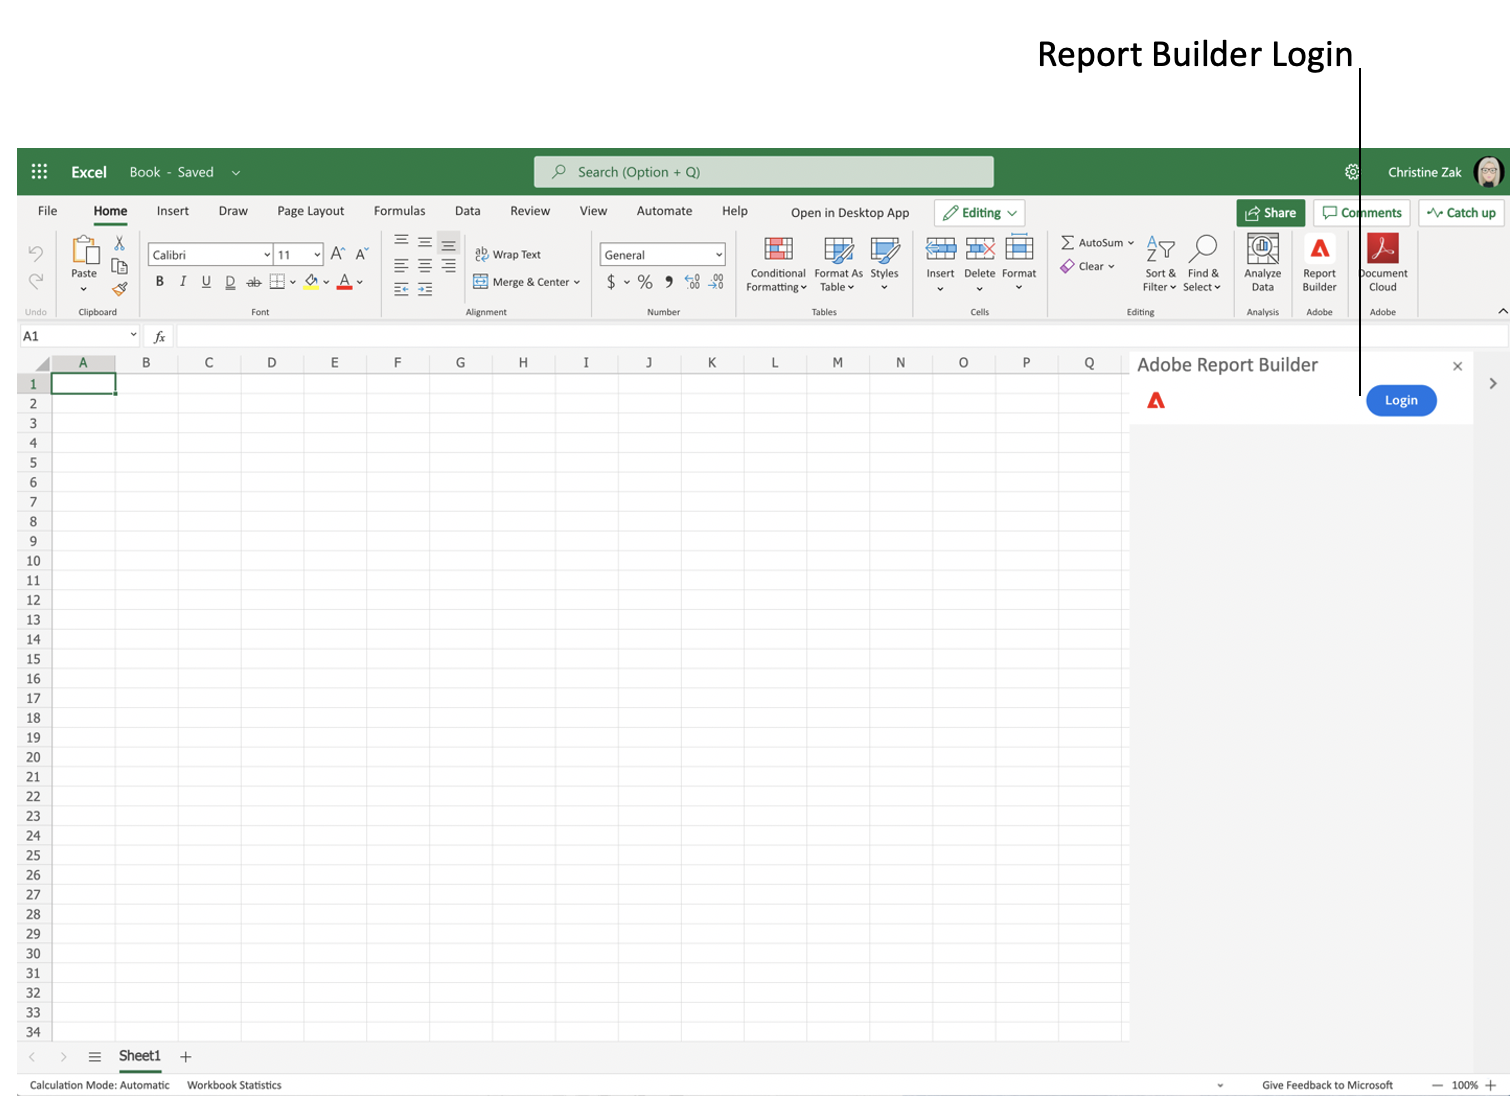 Report Builder Login
Excel Book - Saved Search (Option + Q) Christine Zak
File Home Insert Draw Page Layout Formulas Data Review View Automate Help Open in Desktop App Editing Share Comments Catch up
Calibri 11 Wrap Text General AutoSum
Paste Conditional Format As Styles Insert Delete Format Clear Sort & Find & Analyze Report Document
B I U D ab A Merge & Center $ % Formatting Table Filter Select Data Builder Cloud
Undo Clipboard Font Alignment Number Tables Cells Editing Analysis Adobe Adobe
A1 fx
A B C D E F G H I J K L M N O P Q Adobe Report Builder
1
Login
2
3
4
5
6
7
8
9
10
11
12
13
14
15
16
17
18
19
20
21
22
23
24
25
26
27
28
29
30
31
32
33
34
Sheet1
Calculation Mode: Automatic Workbook Statistics Give Feedback to Microsoft 100%